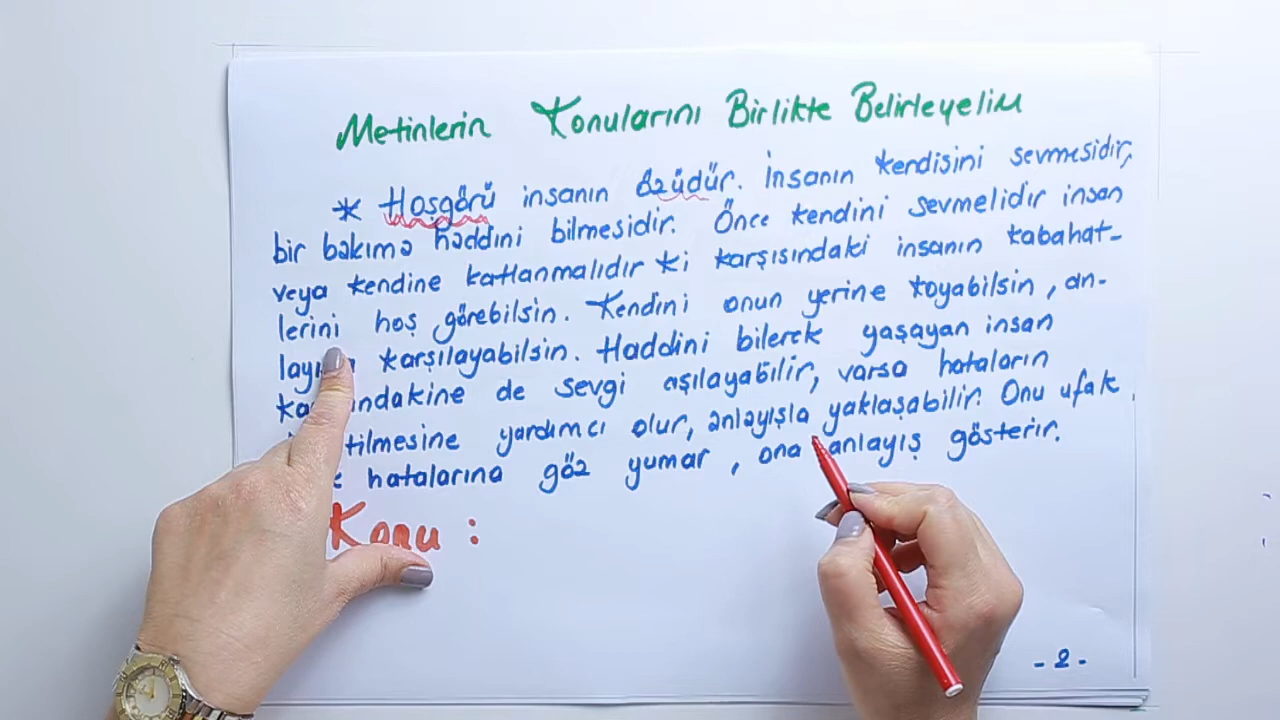 Metinlerin Konularını Birlikte Belirleyelim
* Hoşgörü insanın özüdür. İnsanın kendisini sevmesidir,
bir bakıma haddini bilmesidir. Önce kendini sevmelidir insan
veya kendine katlanmalıdır ki karşısındaki insanın kabahat-
lerini hoş görebilsin. Kendini onun yerine koyabilsin, an-
karşılayabilsin. Haddini bilerek yaşayan insan
de sevgi aşılayabilir, varsa hataların
yardımcı olur, anlayışla yaklaşabilir. Onu ufak
hatalarına göz yumar, ona anlayış gösterir.
Konu :
- 2 -